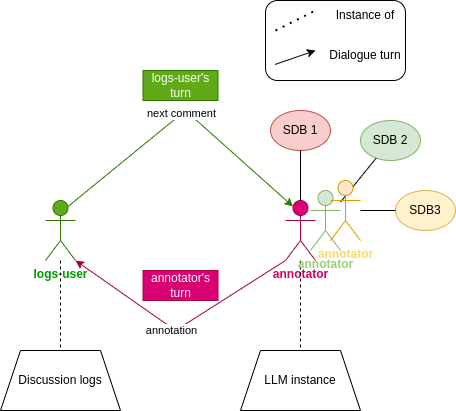 Instance of
Dialogue turn
logs-user's
turn
next comment
SDB 1
SDB 2
SDB3
logs-user
annotator
annotator
annotator
annotator's
turn
annotation
Discussion logs
LLM instance